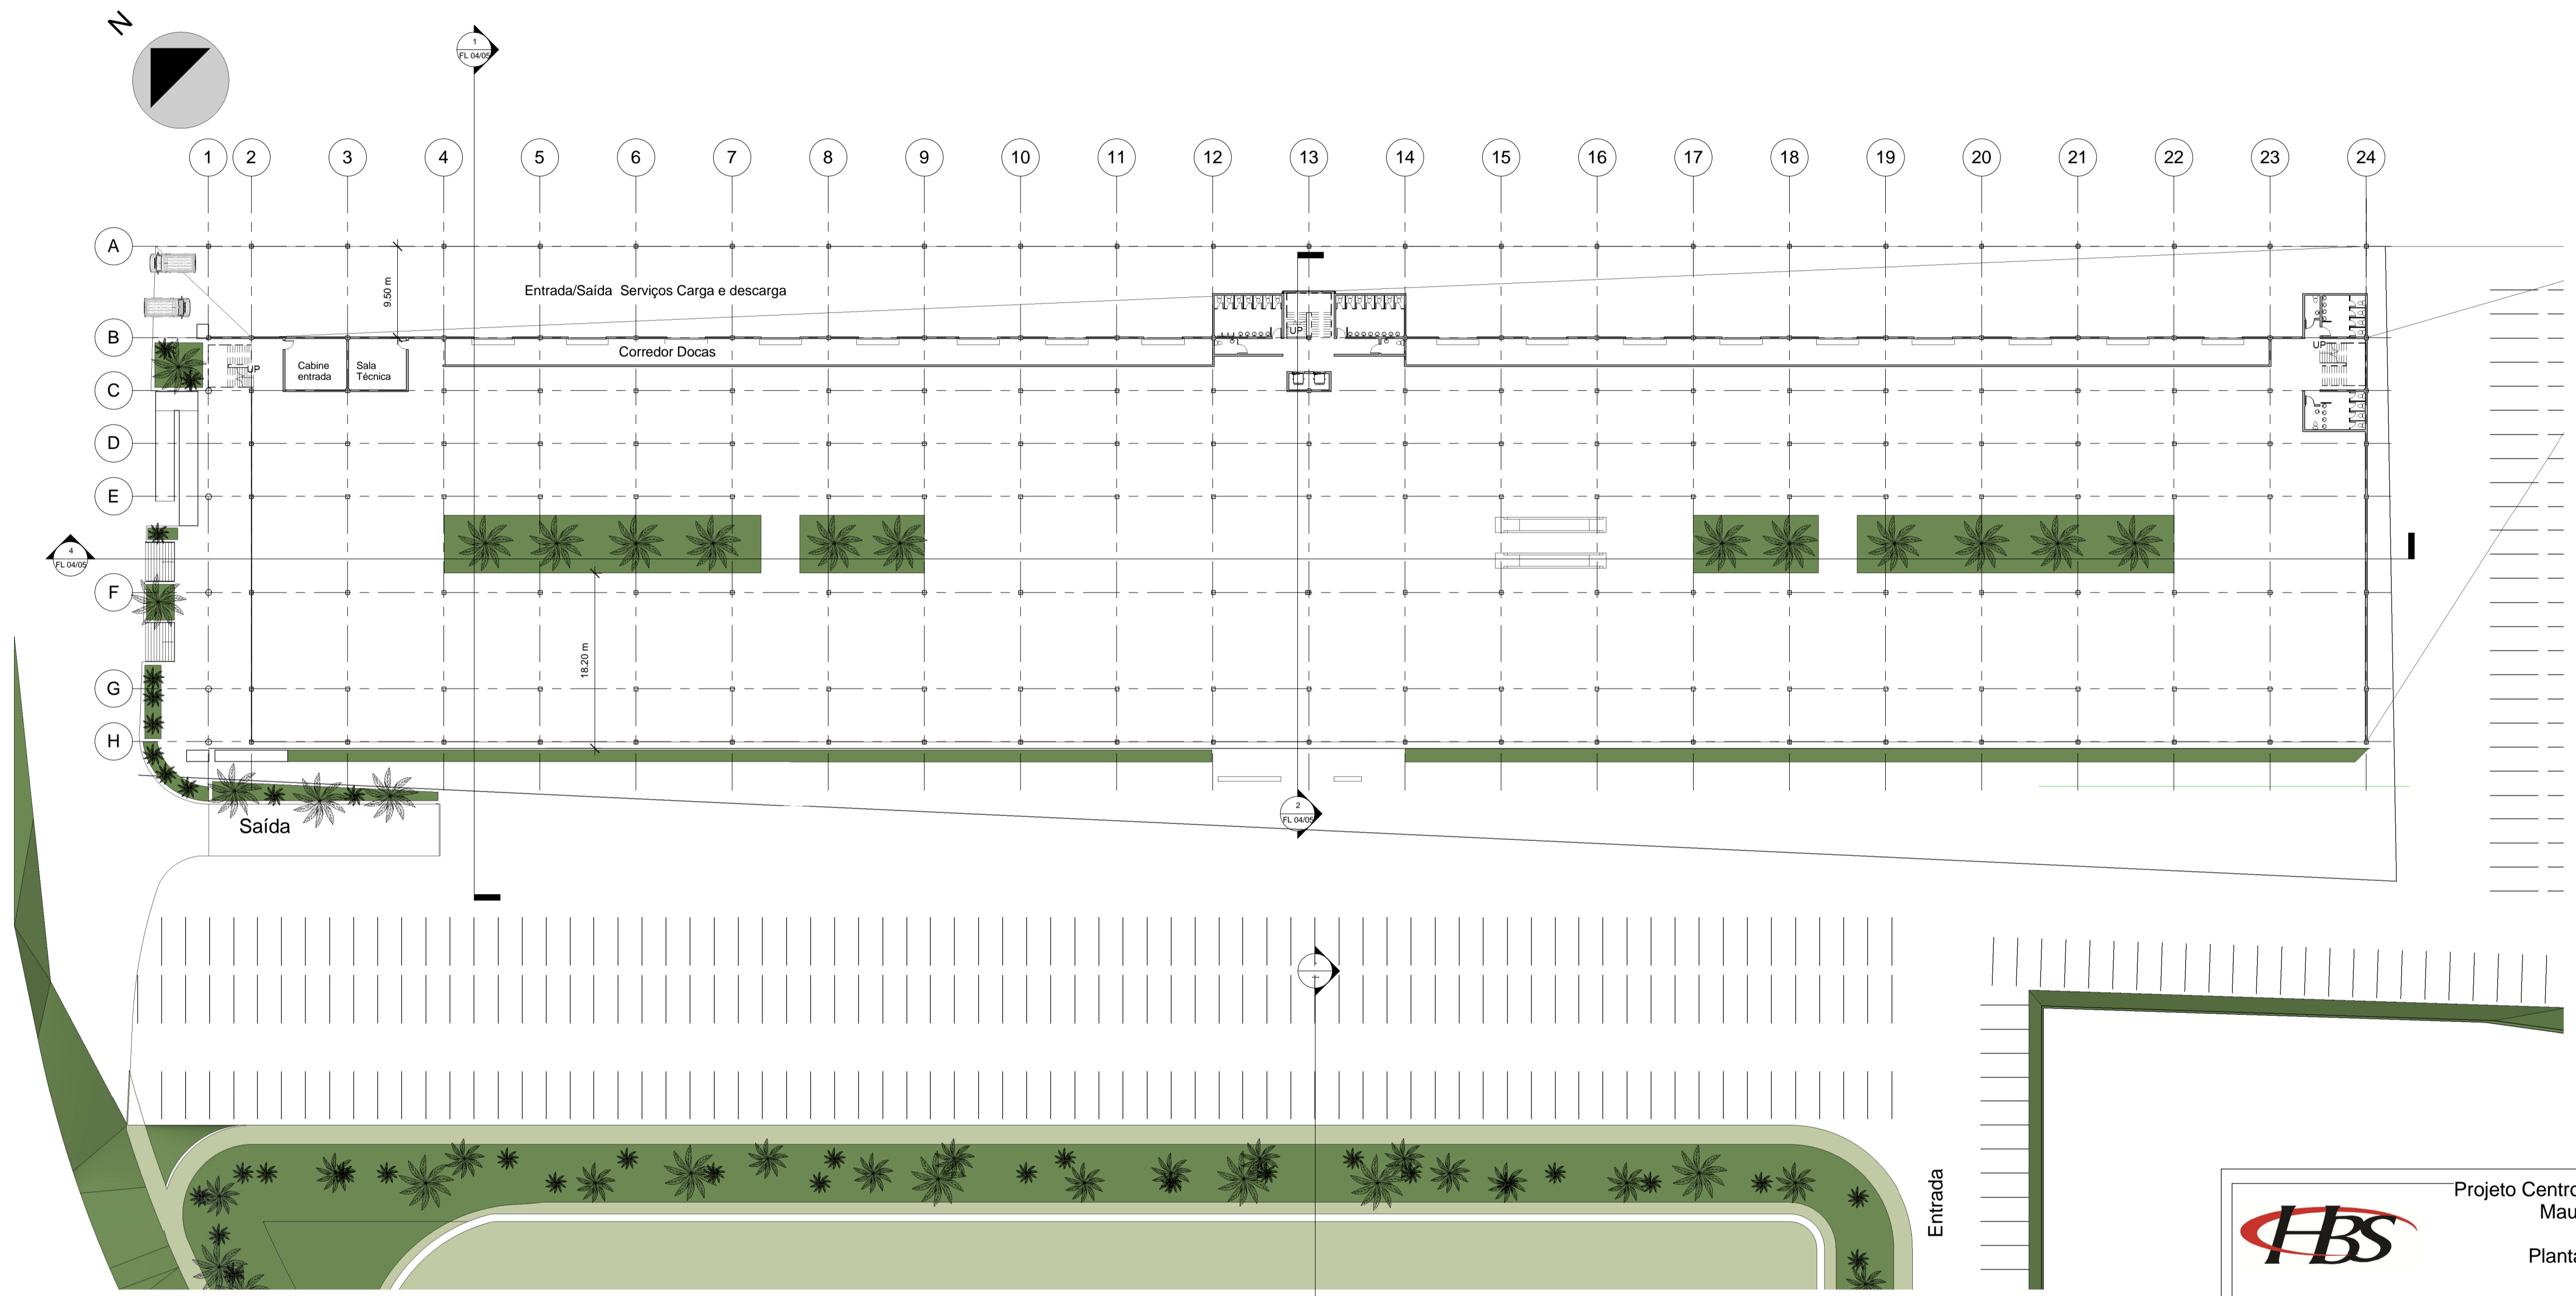 N
1
FL 04/05
1
2
3
4
5
6
7
8
9
10
11
12
13
14
15
16
17
18
19
20
21
22
23
24
A
9.50 m
Entrada/Saída Serviços Carga e descarga
B
UP
UP
Corredor Docas
Cabine
entrada
Sala
Técnica
UP
C
D
E
4
FL 04/05
F
18.20 m
G
H
2
FL 04/05
Saída
Entrada
Projeto Centro
Mau
HBS
Planta